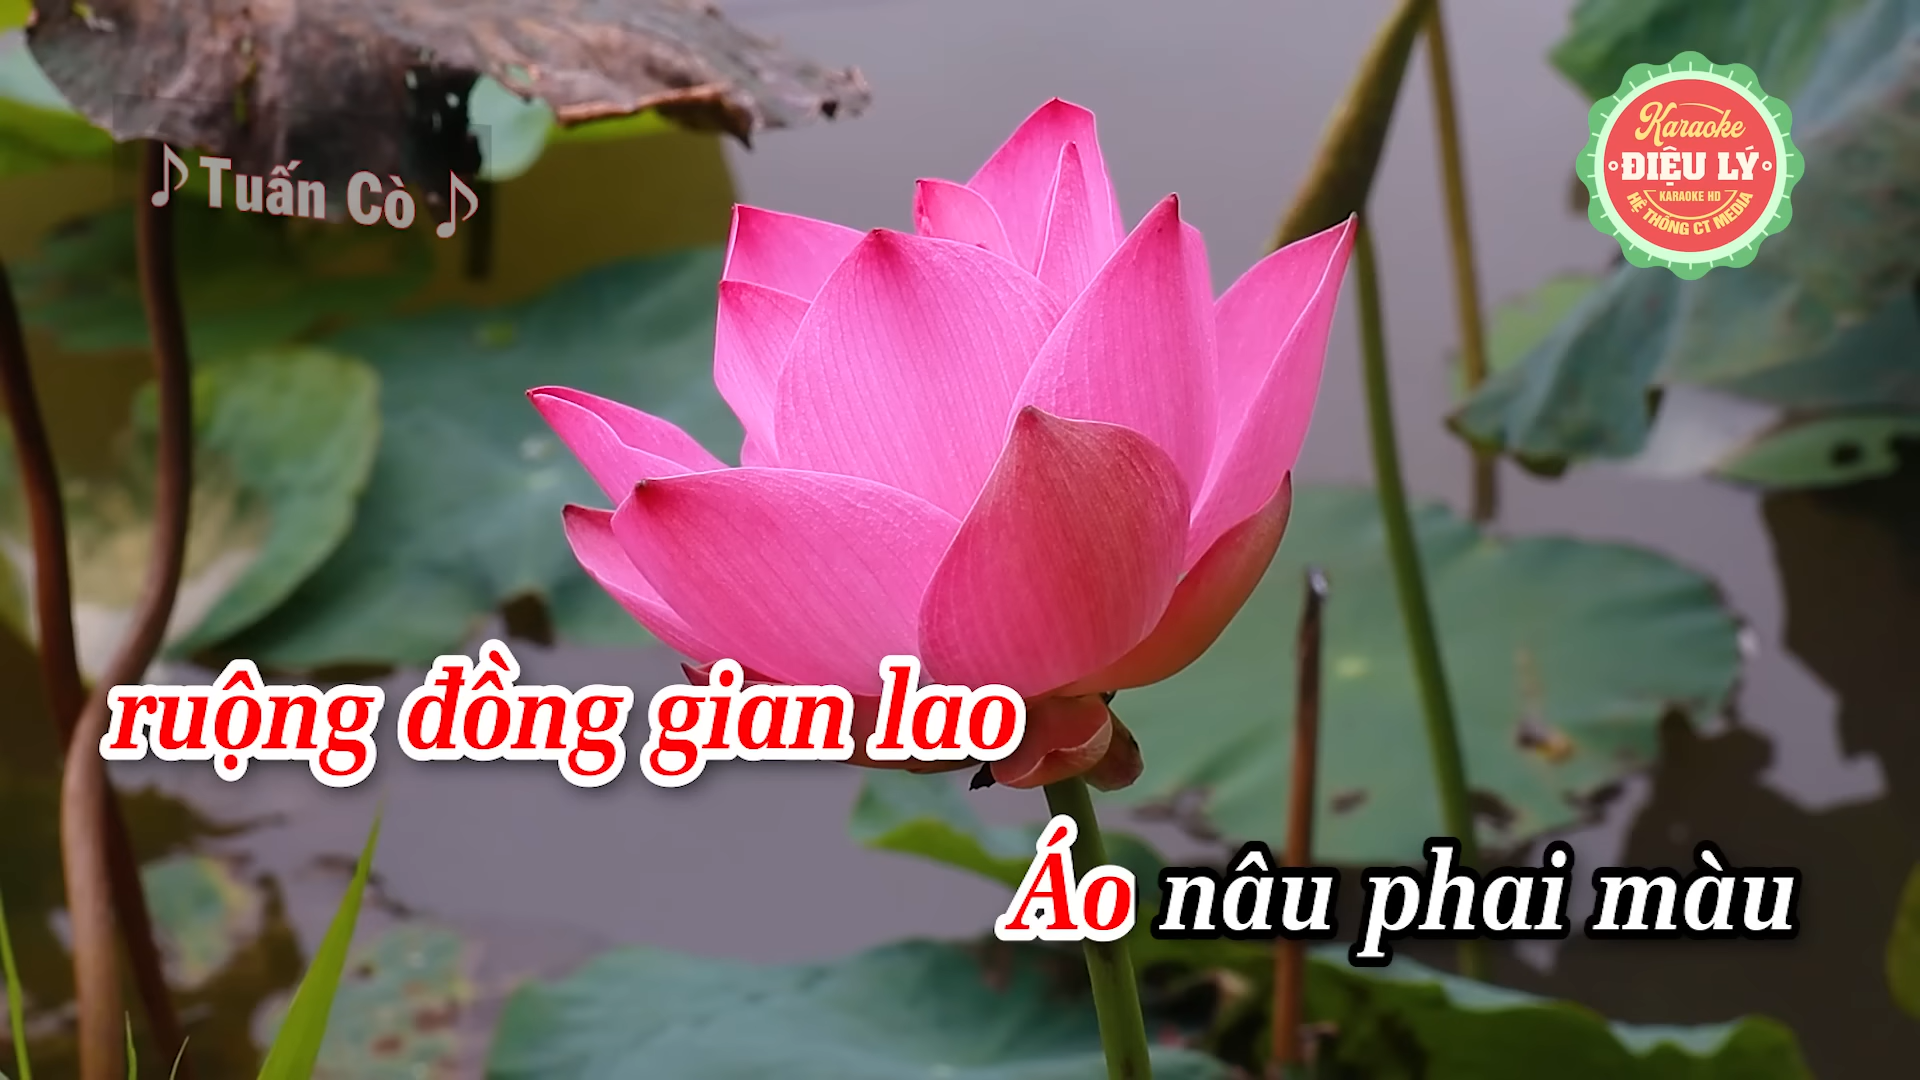 ♪ Tuấn Cò ♪
Karaoke
ĐIỆU LÝ
KARAOKE HD
HỆ THỐNG CT MEDIA
ruộng đồng gian lao
Áo nâu phai màu